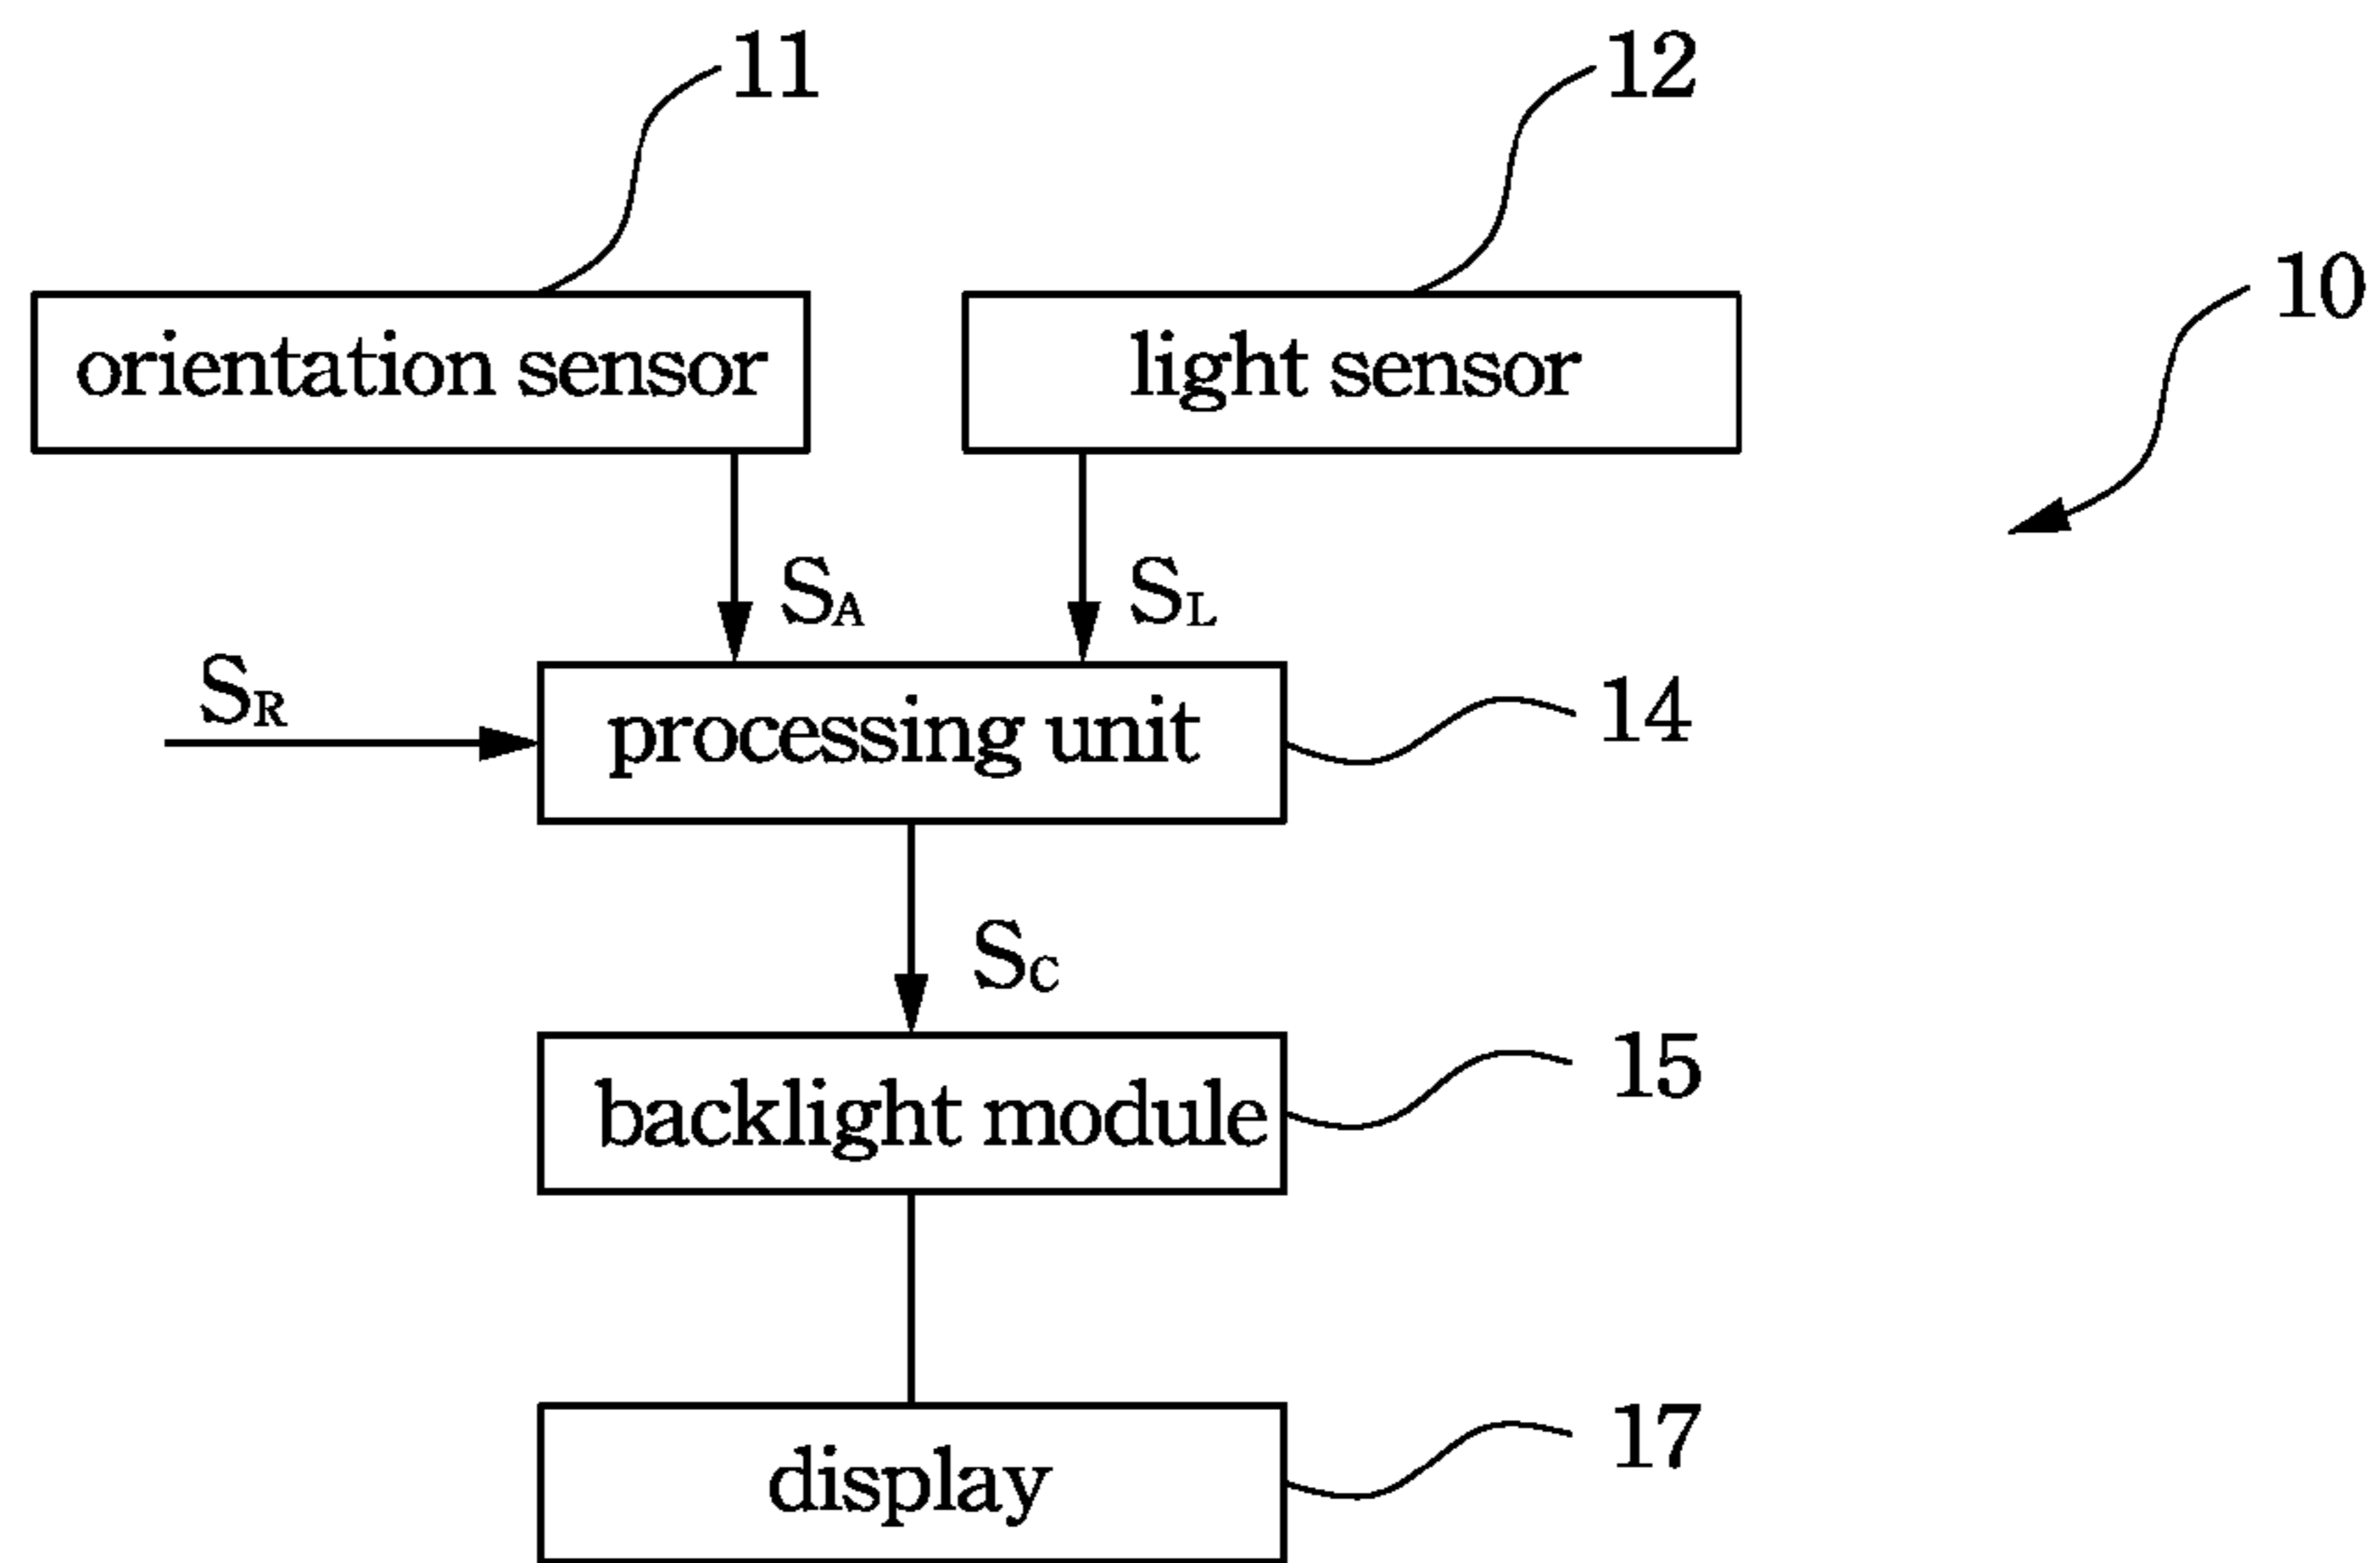 11
12
10
orientation sensor
light sensor
SA
SL
SR
processing unit
14
SC
backlight module
15
display
17